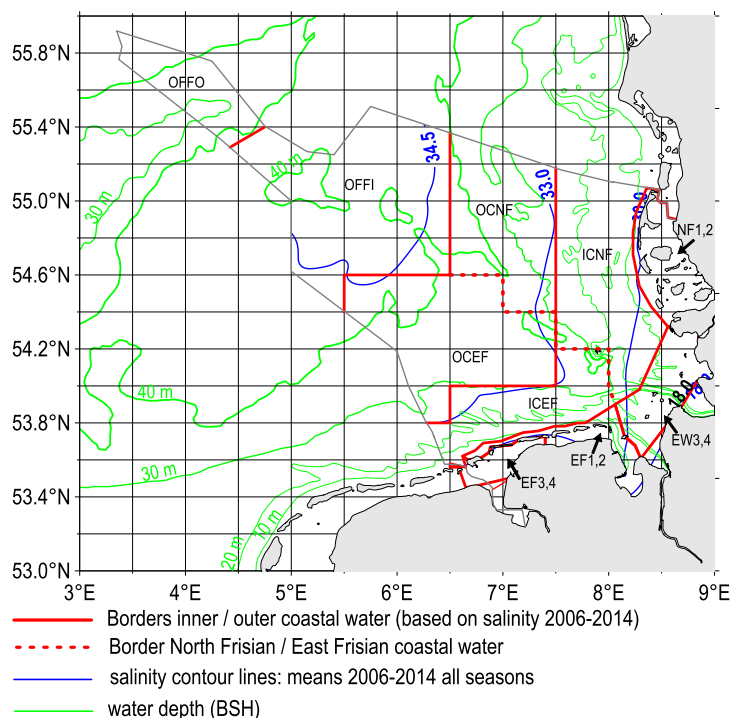 55.8°N
OFFO
55.4°N
40 m
34.5
OFFI
33.0
OCNF
30 m
55.0°N
NF1,2
ICNF
54.6°N
54.2°N
OCEF
40 m
ICEF
18.0
53.8°N
EW3,4
30 m
EF1,2
EF3,4
53.4°N
20 m
10 m
53.0°N
3°E
4°E
5°E
6°E
7°E
8°E
9°E
Borders inner / outer coastal water (based on salinity 2006-2014)
Border North Frisian / East Frisian coastal water
salinity contour lines: means 2006-2014 all seasons
water depth (BSH)